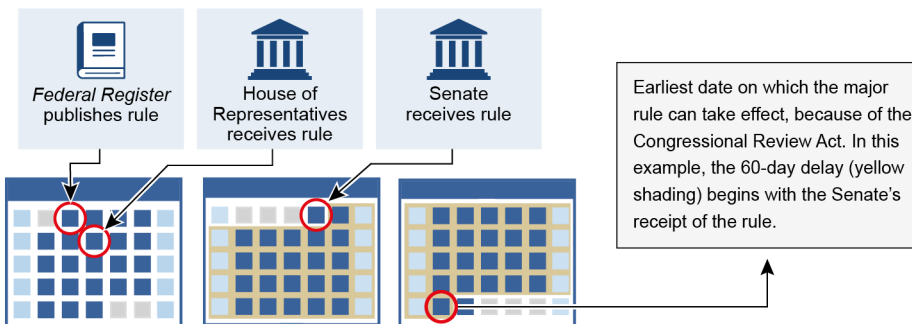 Federal Register
publishes rule
House of
Representatives
receives rule
Senate
receives rule
Earliest date on which the major
rule can take effect, because of the
Congressional Review Act. In this
example, the 60-day delay (yellow
shading) begins with the Senate's
receipt of the rule.